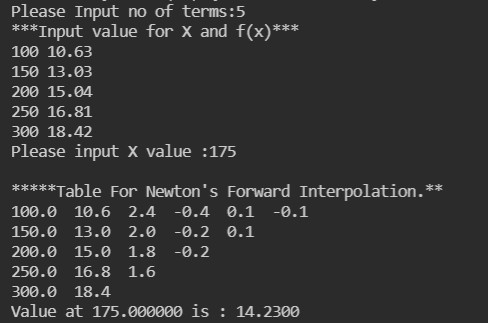 Please Input no of terms:5
***Input value for X and f(x)***
100 10.63
150 13.03
200 15.04
250 16.81
300 18.42
Please input X value :175
*****Table For Newton's Forward Interpolation.**
100.0 10.6 2.4 -0.4 0.1 -0.1
150.0 13.0 2.0 -0.2 0.1
200.0 15.0 1.8 -0.2
250.0 16.8 1.6
300.0 18.4
Value at 175.000000 is : 14.2300